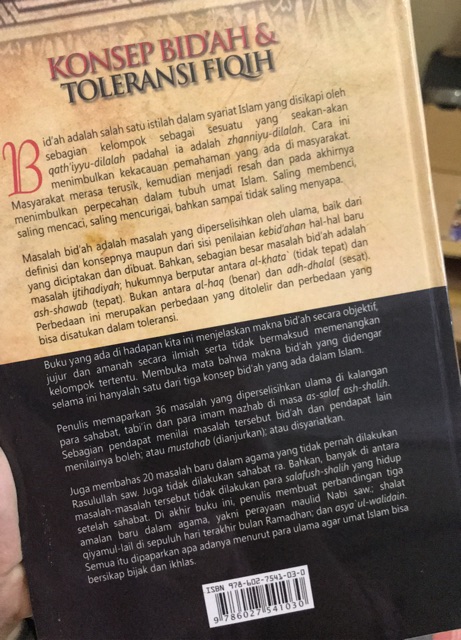 KONSEP BID'AH &
TOLERANSI FIQIH
Bid'ah adalah salah satu istilah dalam syariat Islam yang disikapi oleh
sebagian kelompok sebagai sesuatu yang seakan-akan
qath'iyyu-dilalah padahal ia adalah zhanniyu-dilalah. Cara ini
menimbulkan kekacauan pemahaman yang ada di masyarakat.
Masyarakat merasa terusik, kemudian menjadi resah dan pada akhirnya
menimbulkan perpecahan dalam tubuh umat Islam. Saling membenci,
saling mencaci, saling mencurigai, bahkan sampai tidak saling menyapa.
Masalah bid'ah adalah masalah yang diperselisihkan oleh ulama, baik dari
definisi dan konsepnya maupun dari sisi penilaian kebid'ahan hal-hal baru
yang diciptakan dan dibuat. Bahkan, sebagian besar masalah bid'ah adalah
masalah ijtihadiyah; hukumnya berputar antara al-khata` (tidak tepat) dan
ash-shawab (tepat). Bukan antara al-haq (benar) dan adh-dhalal (sesat).
Perbedaan ini merupakan perbedaan yang ditolelir dan perbedaan yang
bisa disatukan dalam toleransi.
Buku yang ada di hadapan kita ini menjelaskan makna bid'ah secara objektif,
jujur dan amanah secara ilmiah serta tidak bermaksud memenangkan
kelompok tertentu. Membuka mata bahwa makna bid'ah yang didengar
selama ini hanyalah satu dari tiga konsep bid'ah yang ada dalam Islam.
Penulis memaparkan 36 masalah yang diperselisihkan ulama di kalangan
para sahabat, tabi'in dan para imam mazhab di masa as-salaf ash-shalih.
Sebagian pendapat menilai masalah tersebut bid'ah dan pendapat lain
menilainya boleh; atau mustahab (dianjurkan); atau disyariatkan.
Juga membahas 20 masalah baru dalam agama yang tidak pernah dilakukan
Rasulullah saw. Juga tidak dilakukan sahabat ra. Bahkan, banyak di antara
masalah-masalah tersebut tidak dilakukan para salafush-shalih yang hidup
setelah sahabat. Di akhir buku ini, penulis membuat perbandingan tiga
amalan baru dalam agama, yakni perayaan maulid Nabi saw.; shalat
qiyamul-lail di sepuluh hari terakhir bulan Ramadhan; dan asya`ul-walidain.
Semua itu dipaparkan apa adanya menurut para ulama agar umat Islam bisa
bersikap bijak dan ikhlas.
ISBN 978-602-7541-03-0
9 786027 541030